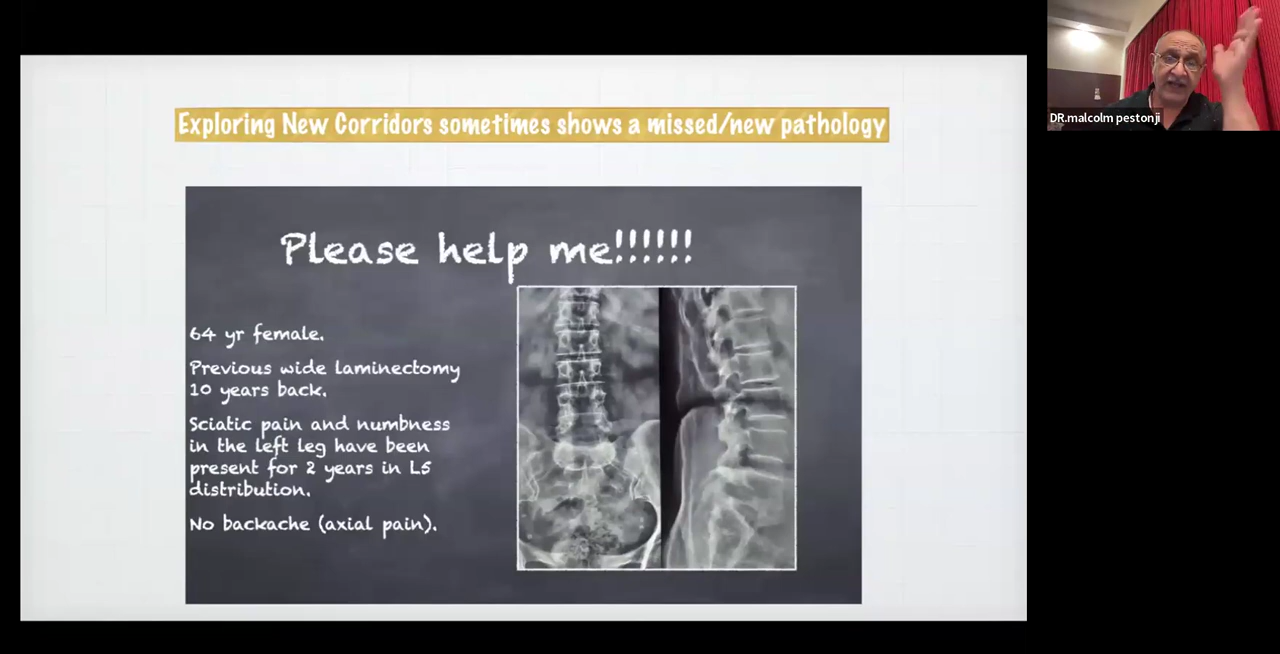 Exploring New Corridors sometimes shows a missed/new pathology
DR.malcolm pestonji
Please help me!!!!!!
64 yr female.
Previous wide laminectomy
10 years back.
Sciatic pain and numbness
in the left leg have been
present for 2 years in L5
distribution.
No backache (axial pain).